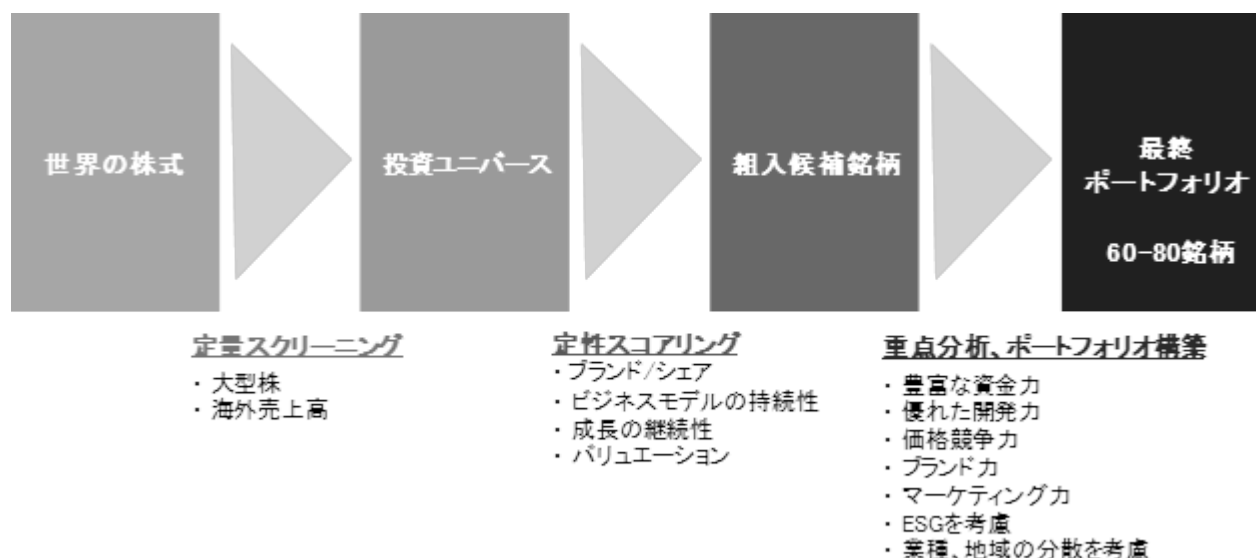 世界の株式
投資ユニバース
組入候補銘柄
最終
ポートフォリオ
60-80銘柄
定量スクリーニング
・ 大型株
・ 海外売上高
定性スコアリング
・ブランド/シェア
・ビジネスモデルの持続性
・ 成長の継続性
・ バリュエーション
重点分析、ポートフォリオ構築
・ 豊富な資金力
・ 優れた開発力
・ 価格競争力
・ ブランド力
・ マーケティング力
・ ESGを考慮
・ 業種、地域の分散を考慮